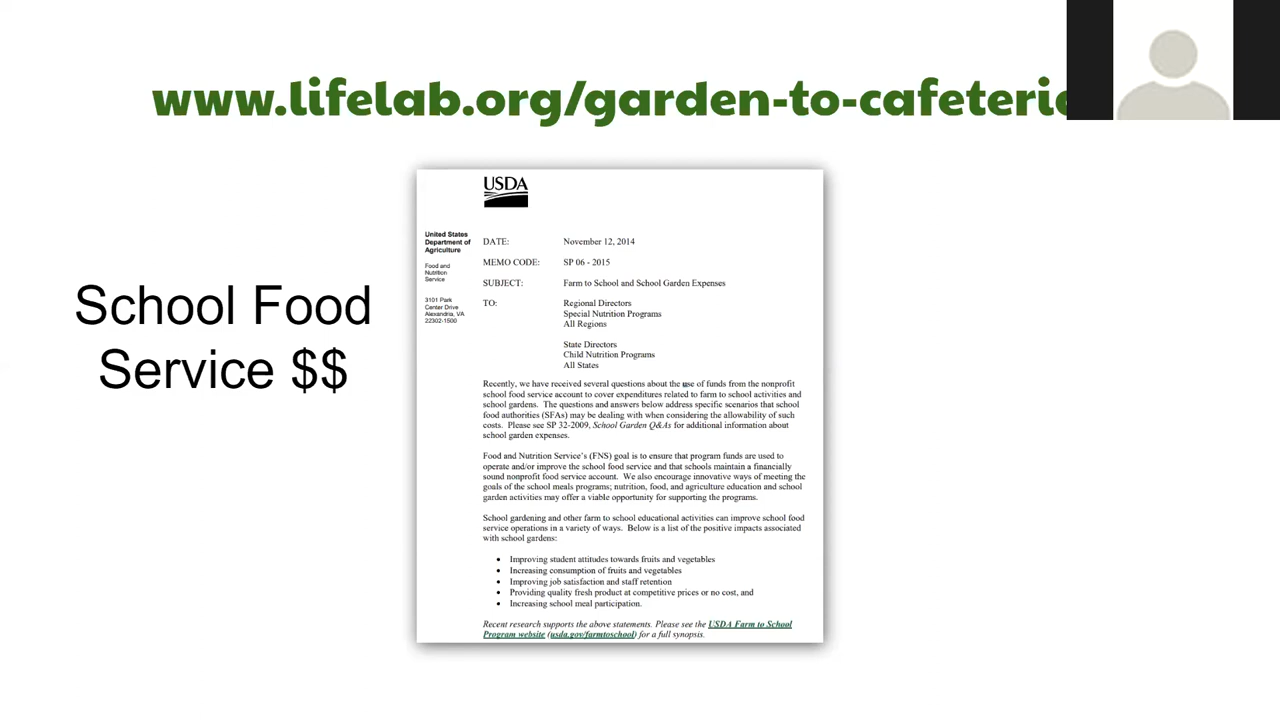 www.lifelab.org/garden-to-cafeteria
School Food
Service $$
USDA
United States
Department of
Agriculture
Food and
Nutrition
Service
3101 Park
Center Drive
Alexandria, VA
22302-1500
DATE: November 12, 2014
MEMO CODE: SP 06 - 2015
SUBJECT: Farm to School and School Garden Expenses
TO: Regional Directors
Special Nutrition Programs
All Regions
State Directors
Child Nutrition Programs
All States
Recently, we have received several questions about the use of funds from the nonprofit
school food service account to cover expenditures related to farm to school activities and
school gardens. The questions and answers below address specific scenarios that school
food authorities (SFAs) may be dealing with when considering the allowability of such
costs. Please see SP 32-2009, School Garden Q&As for additional information about
school garden expenses.
Food and Nutrition Service's (FNS) goal is to ensure that program funds are used to
operate and/or improve the school food service and that schools maintain a financially
sound nonprofit food service account. We also encourage innovative ways of meeting the
goals of the school meals programs; nutrition, food, and agriculture education and school
garden activities may offer a viable opportunity for supporting the programs.
School gardening and other farm to school educational activities can improve school food
service operations in a variety of ways. Below is a list of the positive impacts associated
with school gardens:
• Improving student attitudes towards fruits and vegetables
• Increasing consumption of fruits and vegetables
• Improving job satisfaction and staff retention
• Providing quality fresh product at competitive prices or no cost, and
• Increasing school meal participation.
Recent research supports the above statements. Please see the USDA Farm to School
Program website (usda.gov/farmtoschool) for a full synopsis.